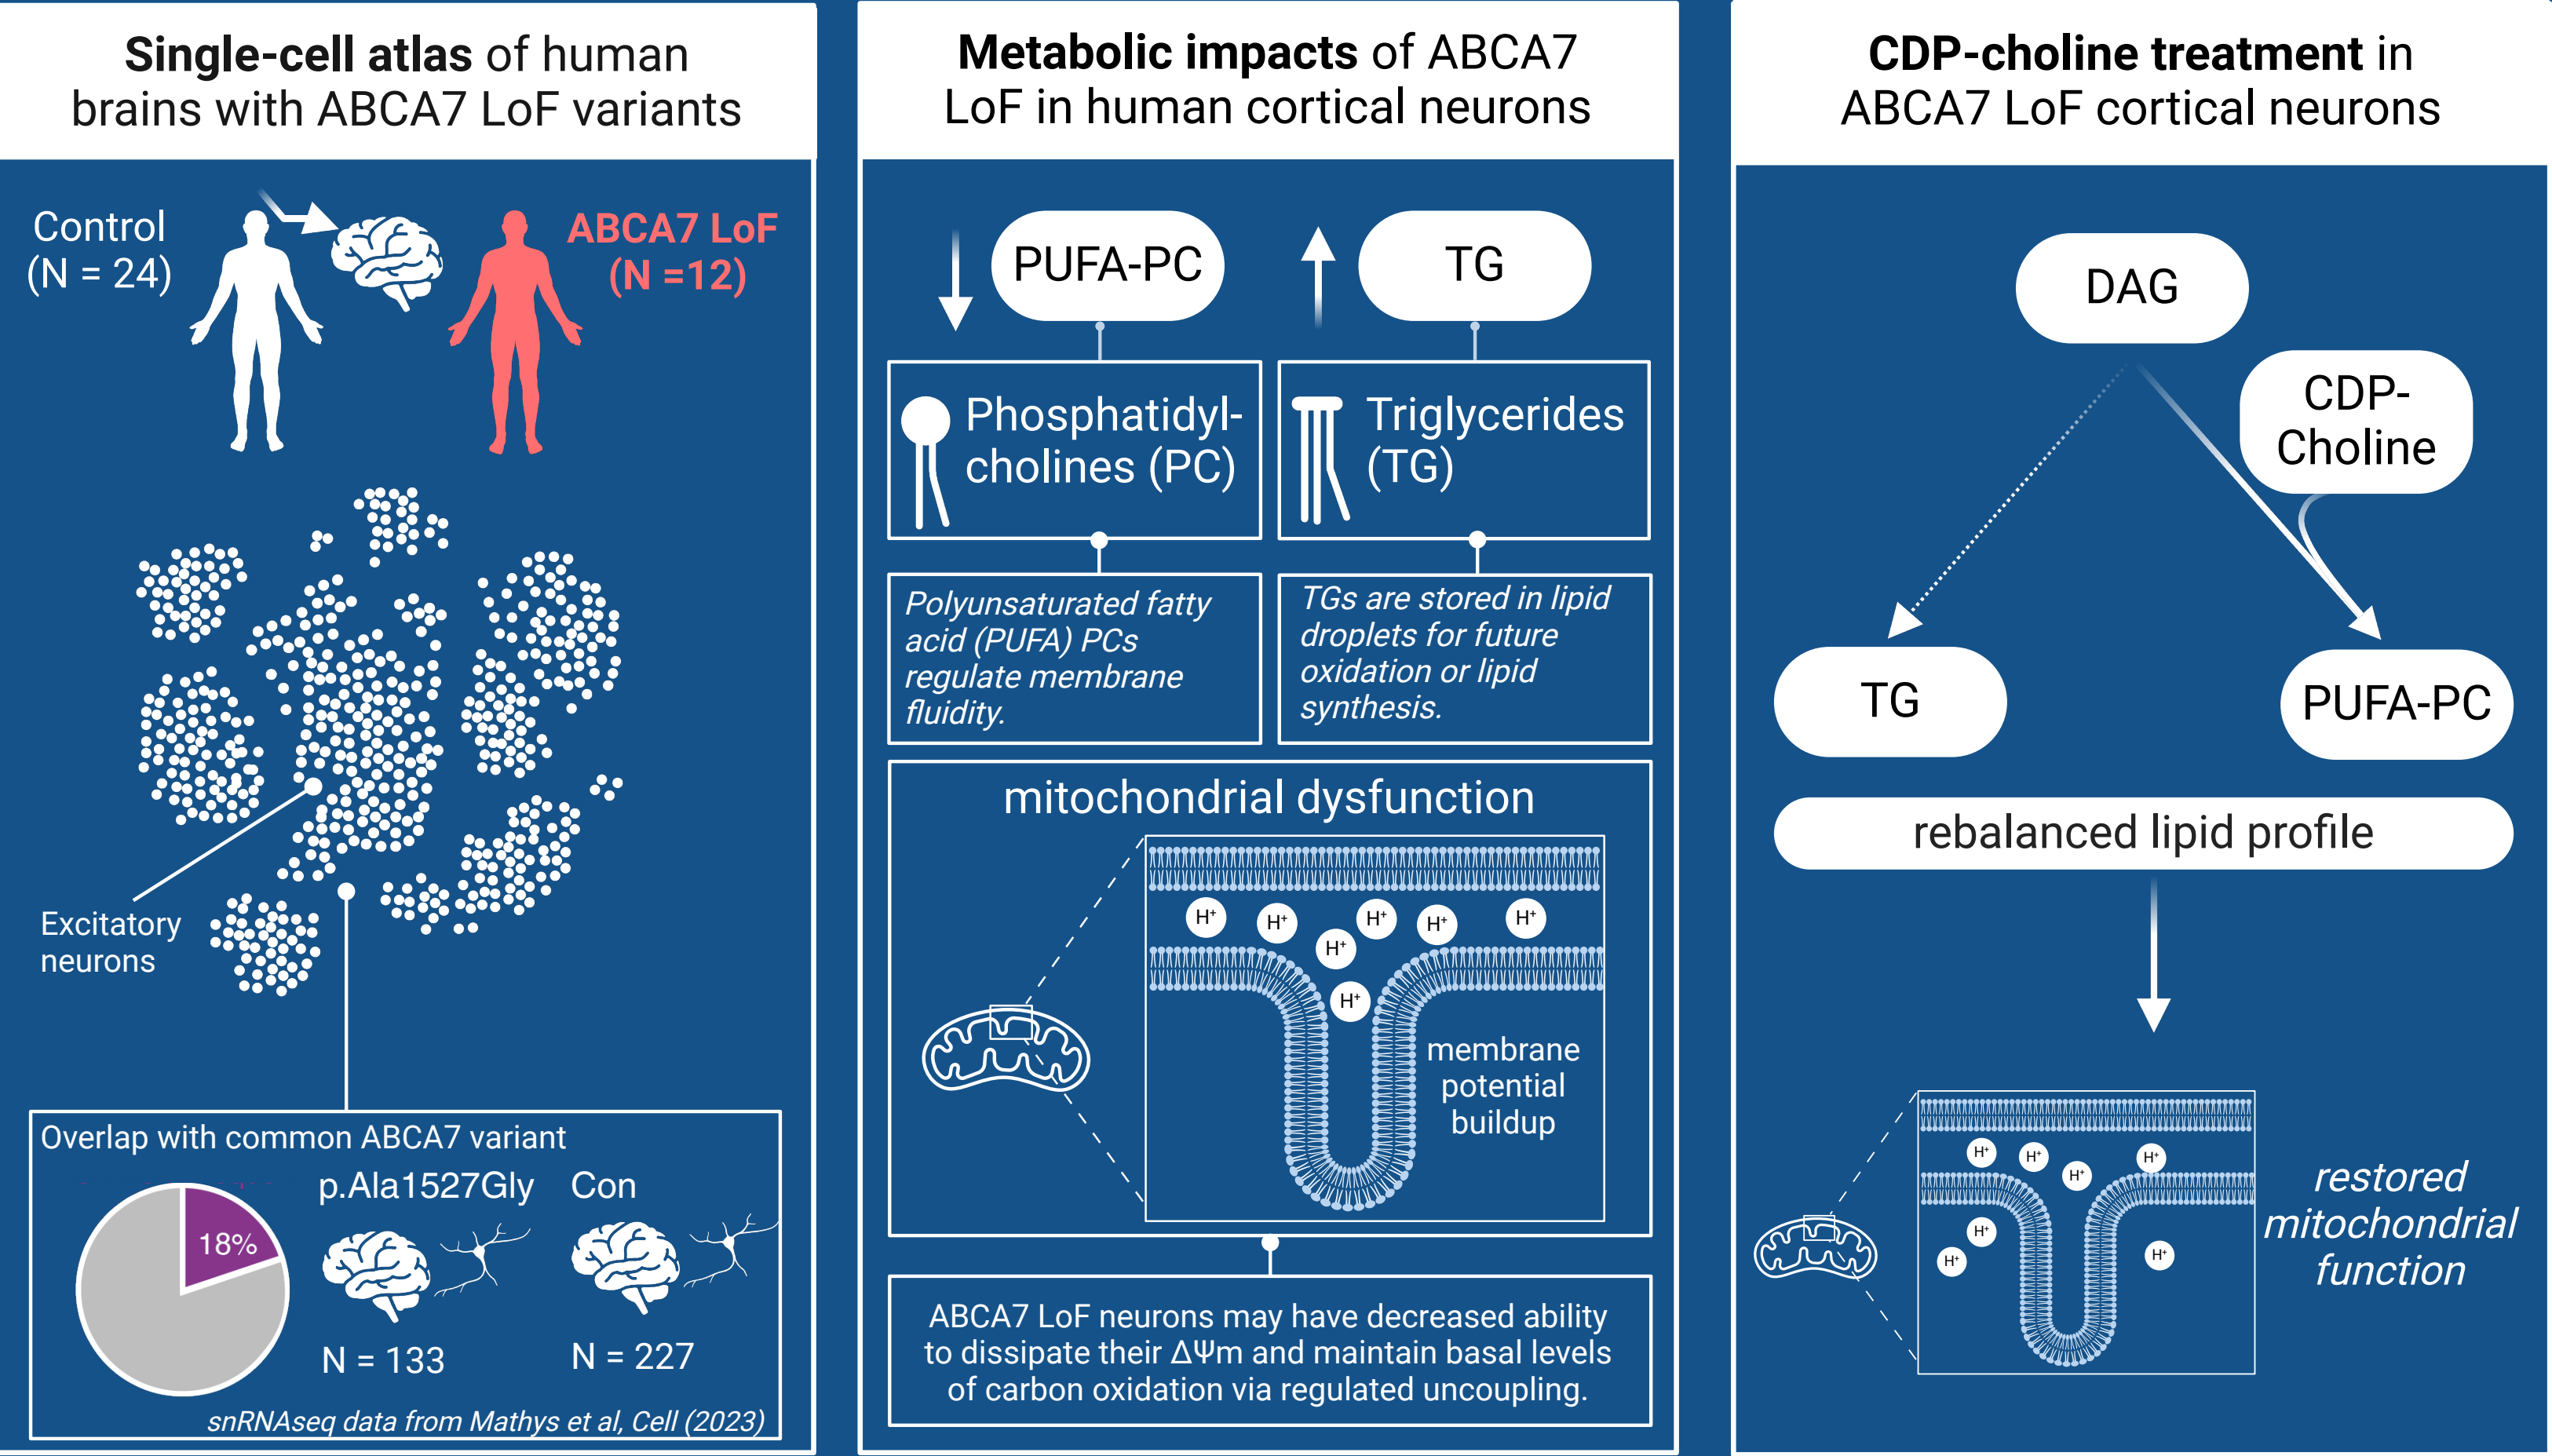 Single-cell atlas of human
brains with ABCA7 LoF variants
Control
(N = 24)
ABCA7 LoF
(N =12)
Excitatory
neurons
Overlap with common ABCA7 variant
18%
p.Ala1527Gly
Con
N = 133
N = 227
snRNAseq data from Mathys et al, Cell (2023)
Metabolic impacts of ABCA7
LoF in human cortical neurons
PUFA-PC
TG
Phosphatidyl-
cholines (PC)
Triglycerides
(TG)
Polyunsaturated fatty
acid (PUFA) PCs
regulate membrane
fluidity.
TGs are stored in lipid
droplets for future
oxidation or lipid
synthesis.
mitochondrial dysfunction
H⁺
H⁺
H⁺
H⁺
H⁺
H⁺
H⁺
membrane
potential
buildup
ABCA7 LoF neurons may have decreased ability
to dissipate their ΔΨm and maintain basal levels
of carbon oxidation via regulated uncoupling.
CDP-choline treatment in
ABCA7 LoF cortical neurons
DAG
CDP-
Choline
TG
PUFA-PC
rebalanced lipid profile
H⁺
H⁺
H⁺
H⁺
H⁺
H⁺
H⁺
restored
mitochondrial
function